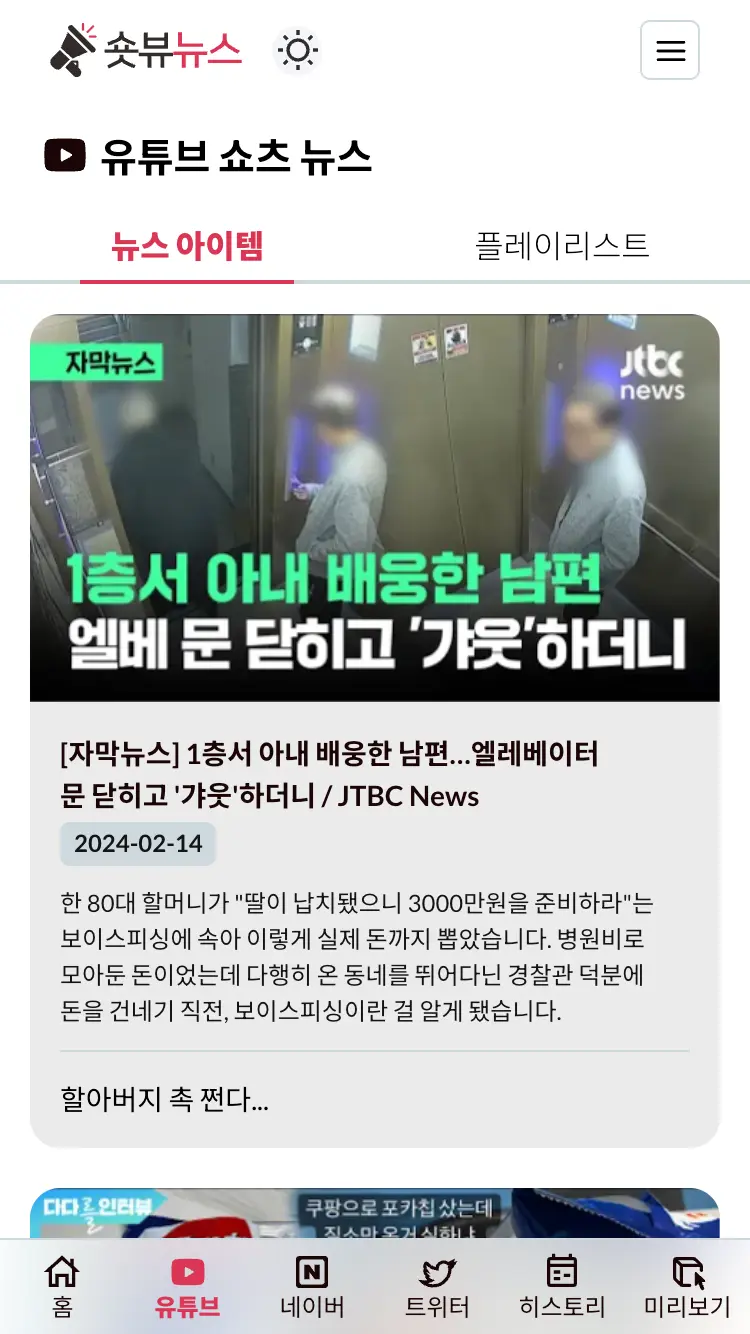 숏뷰뉴스
유튜브 쇼츠 뉴스
뉴스 아이템
플레이리스트
자막뉴스
jtbc
news
1층서 아내 배웅한 남편
엘베 문 닫히고 '갸웃'하더니
[자막뉴스] 1층서 아내 배웅한 남편…엘레베이터
문 닫히고 '갸웃'하더니 / JTBC News
2024-02-14
한 80대 할머니가 "딸이 납치됐으니 3000만원을 준비하라"는
보이스피싱에 속아 이렇게 실제 돈까지 뽑았습니다. 병원비로
모아둔 돈이었는데 다행히 온 동네를 뛰어다닌 경찰관 덕분에
돈을 건네기 직전, 보이스피싱이란 걸 알게 됐습니다.
할아버지 촉 쩐다...
다다를 인터뷰
쿠팡으로 포카칩 샀는데
홈
유튜브
네이버
트위터
히스토리
미리보기